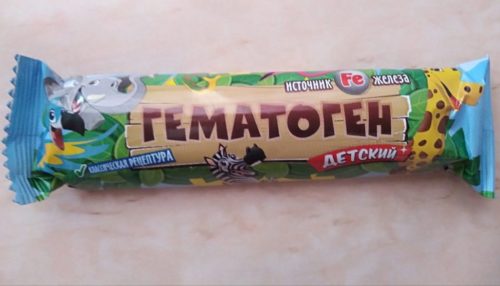 ИСТОЧНИК Fe ЖЕЛЕЗА
ГЕМАТОГЕН
ДЕТСКИЙ
КЛАССИЧЕСКАЯ РЕЦЕПТУРА